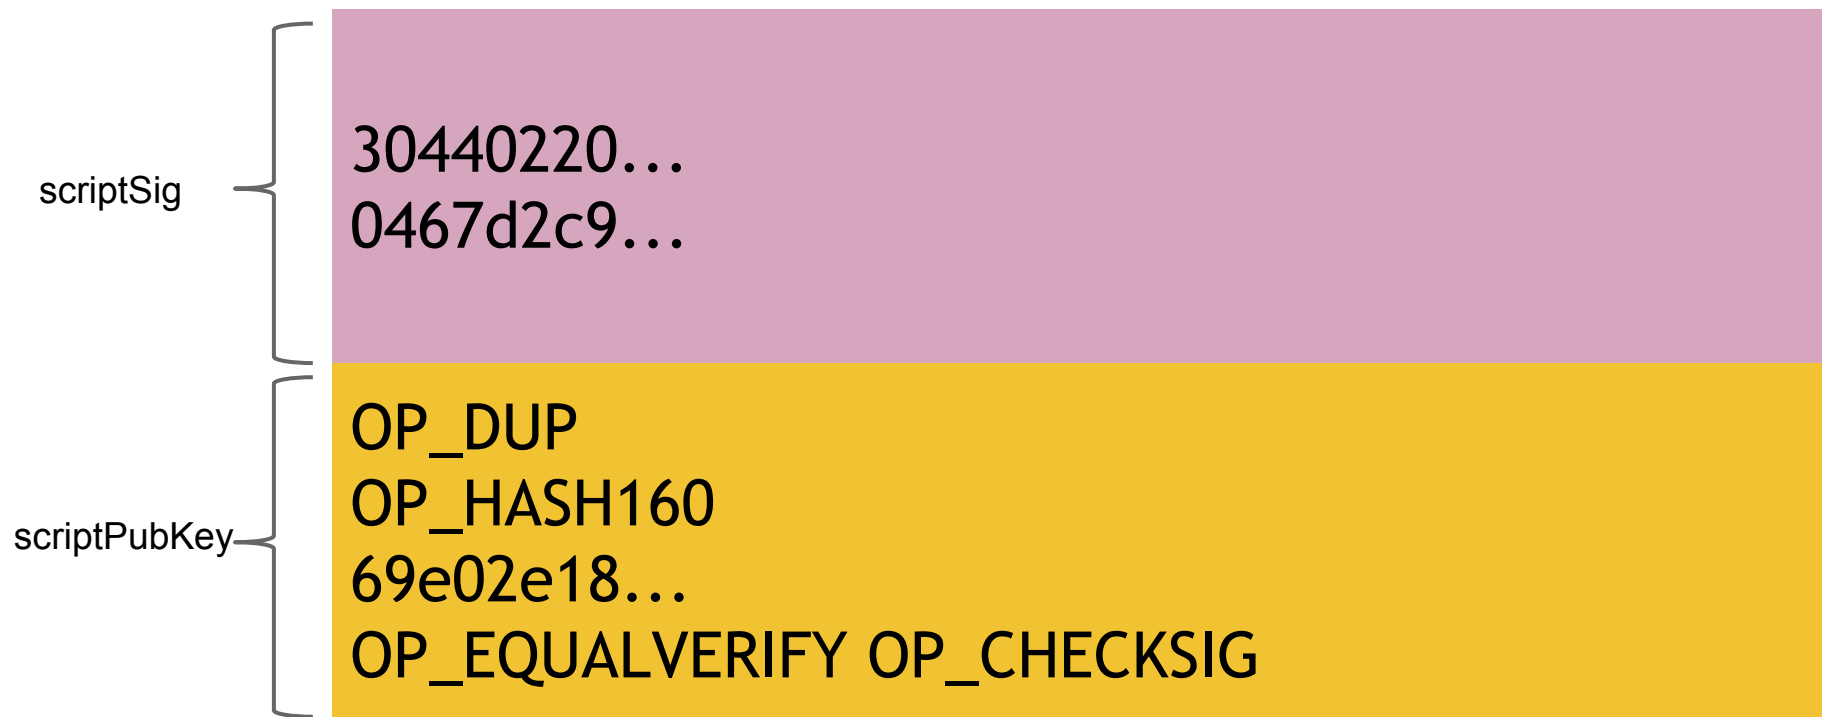 scriptSig
30440220...
0467d2c9...
scriptPubKey
OP_DUP
OP_HASH160
69e02e18...
OP_EQUALVERIFY OP_CHECKSIG